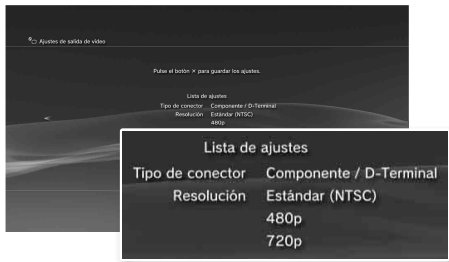 Ajustes de salida de vídeo
Pulse el botón × para guardar los ajustes.
Lista de ajustes
Tipo de conector Componente / D-Terminal
Resolución Estándar (NTSC)
480p
Lista de ajustes
Tipo de conector Componente / D-Terminal
Resolución Estándar (NTSC)
480p
720p